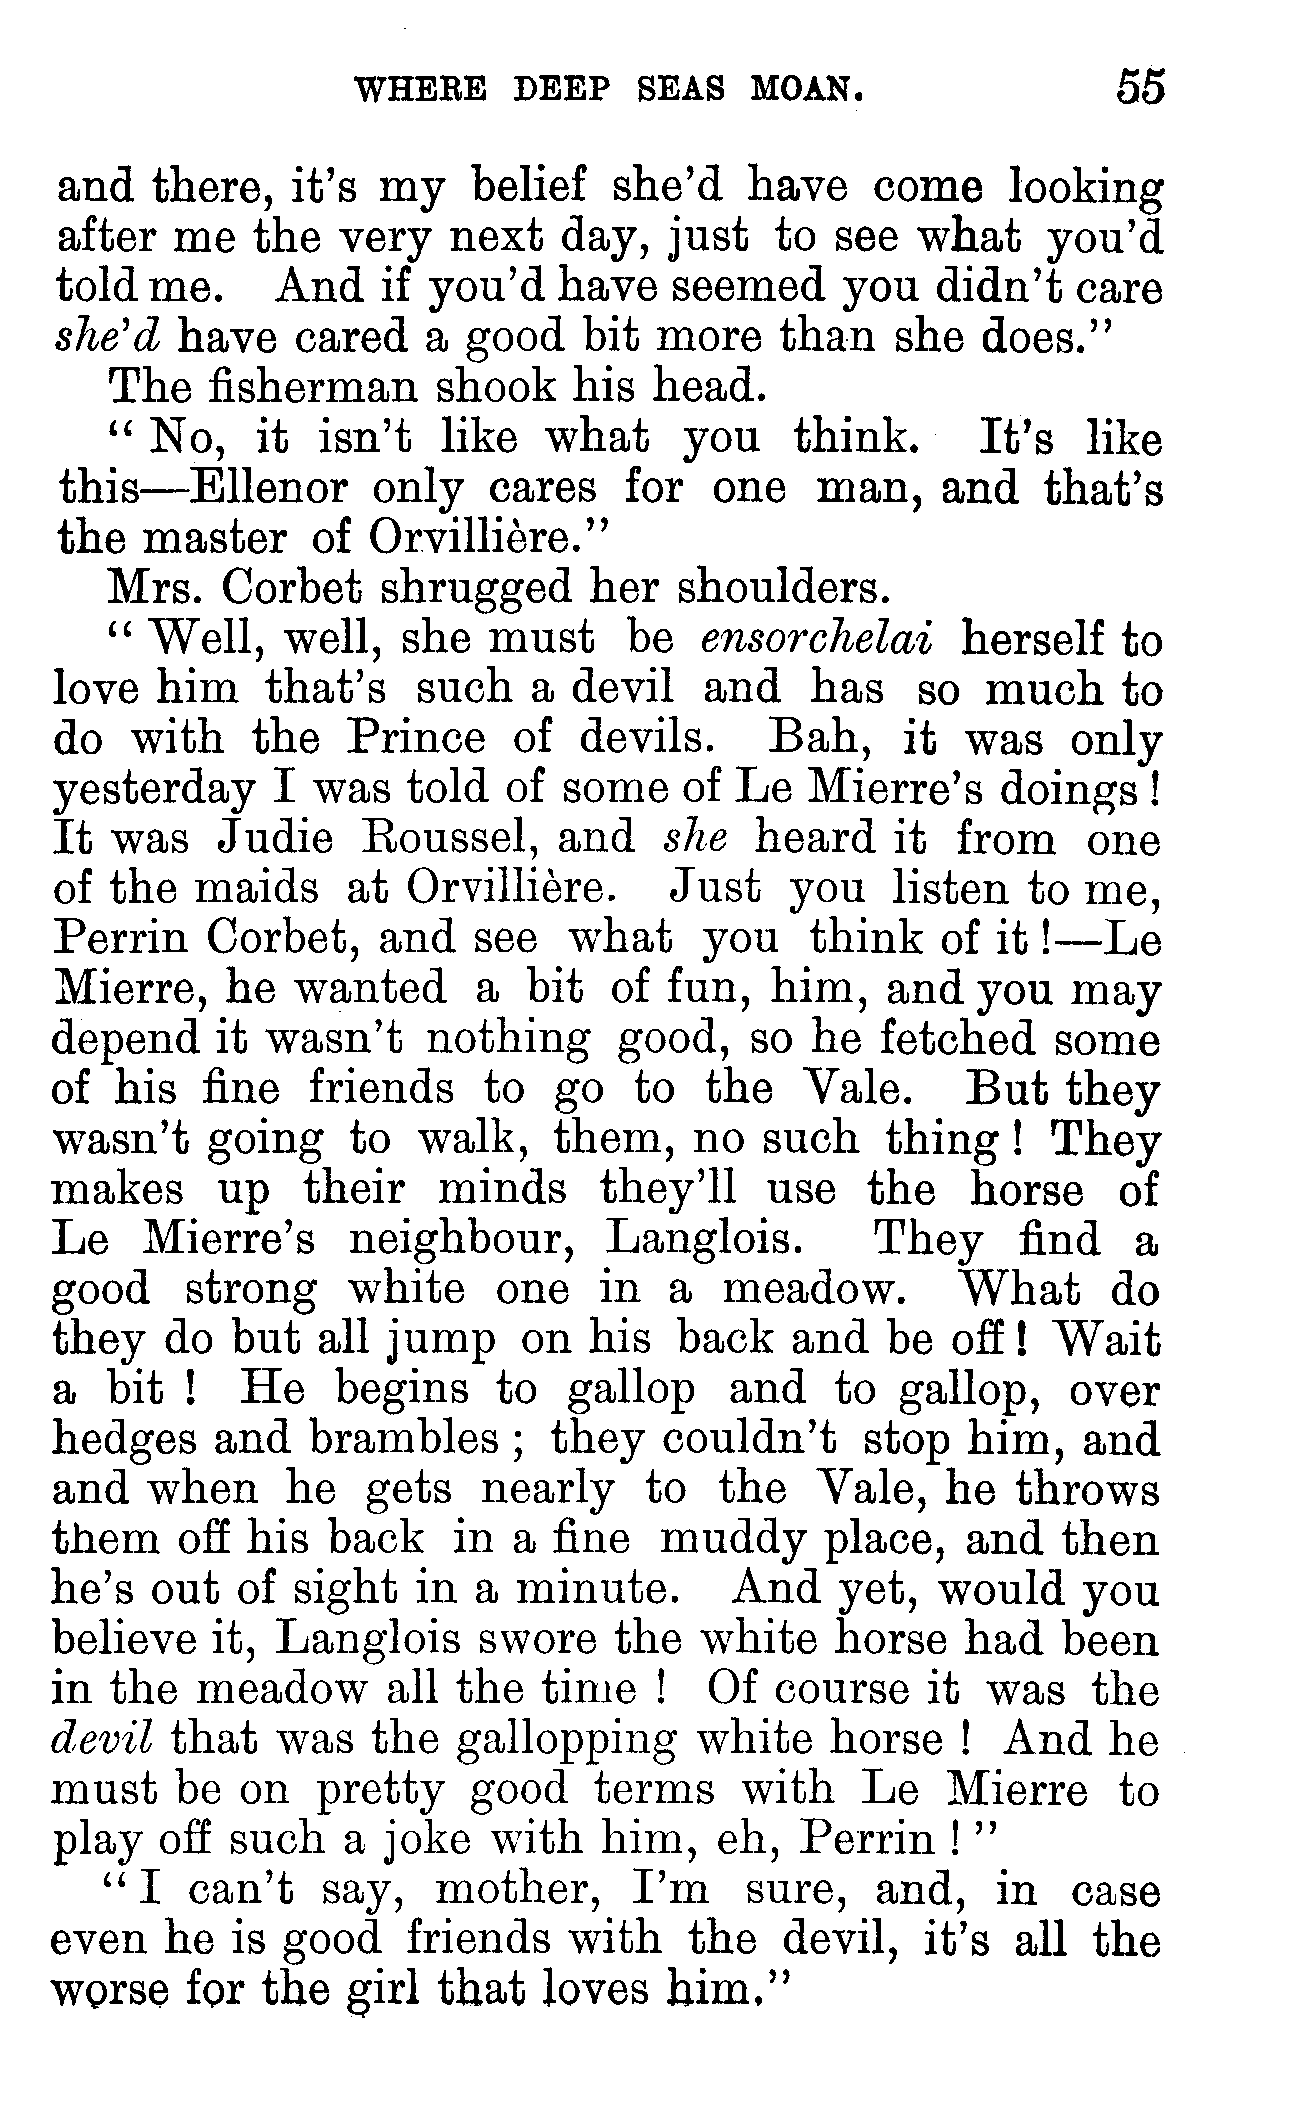 WHERE DEEP SEAS MOAN. 55
and there, it's my belief she'd have come looking
after me the very next day, just to see what you'd
told me. And if you'd have seemed you didn't care
she'd have cared a good bit more than she does."
The fisherman shook his head.
"No, it isn't like what you think. It's like
this—Ellenor only cares for one man, and that's
the master of Orvillière."
Mrs. Corbet shrugged her shoulders.
"Well, well, she must be ensorchelai herself to
love him that's such a devil and has so much to
do with the Prince of devils. Bah, it was only
yesterday I was told of some of Le Mierre's doings!
It was Judie Roussel, and she heard it from one
of the maids at Orvillière. Just you listen to me,
Perrin Corbet, and see what you think of it!—Le
Mierre, he wanted a bit of fun, him, and you may
depend it wasn't nothing good, so he fetched some
of his fine friends to go to the Vale. But they
wasn't going to walk, them, no such thing! They
makes up their minds they'll use the horse of
Le Mierre's neighbour, Langlois. They find a
good strong white one in a meadow. What do
they do but all jump on his back and be off! Wait
a bit! He begins to gallop and to gallop, over
hedges and brambles; they couldn't stop him, and
and when he gets nearly to the Vale, he throws
them off his back in a fine muddy place, and then
he's out of sight in a minute. And yet, would you
believe it, Langlois swore the white horse had been
in the meadow all the time! Of course it was the
devil that was the gallopping white horse! And he
must be on pretty good terms with Le Mierre to
play off such a joke with him, eh, Perrin!"
"I can't say, mother, I'm sure, and, in case
even he is good friends with the devil, it's all the
worse for the girl that loves him."